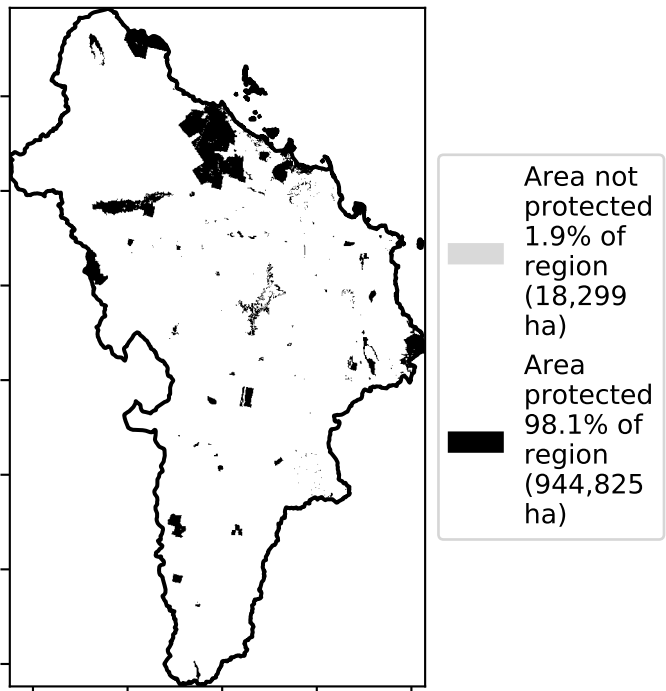 Area not
protected
1.9% of
region
(18,299
ha)
Area
protected
98.1% of
region
(944,825
ha)